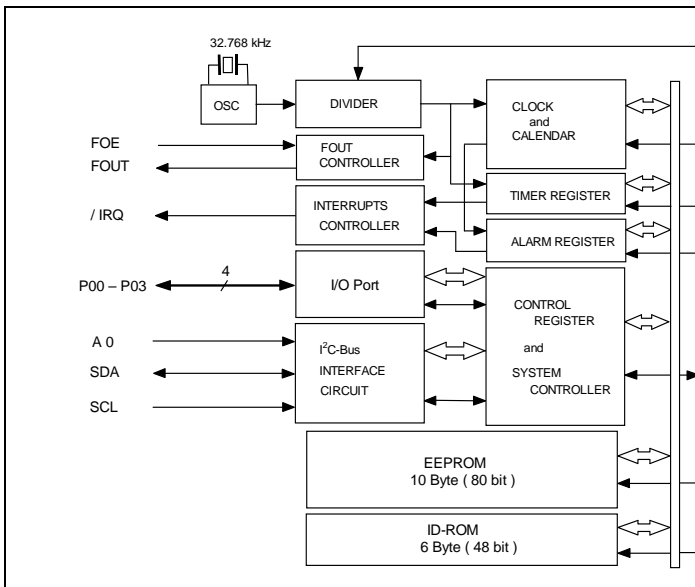 32.768 kHz
OSC
DIVIDER
CLOCK
and
CALENDAR
FOE
FOUT
FOUT
CONTROLLER
TIMER REGISTER
/ IRQ
INTERRUPTS
CONTROLLER
ALARM REGISTER
P00 – P03
4
I/O Port
CONTROL
REGISTER
and
SYSTEM
CONTROLLER
A 0
SDA
SCL
I²C-Bus
INTERFACE
CIRCUIT
EEPROM
10 Byte ( 80 bit )
ID-ROM
6 Byte ( 48 bit )